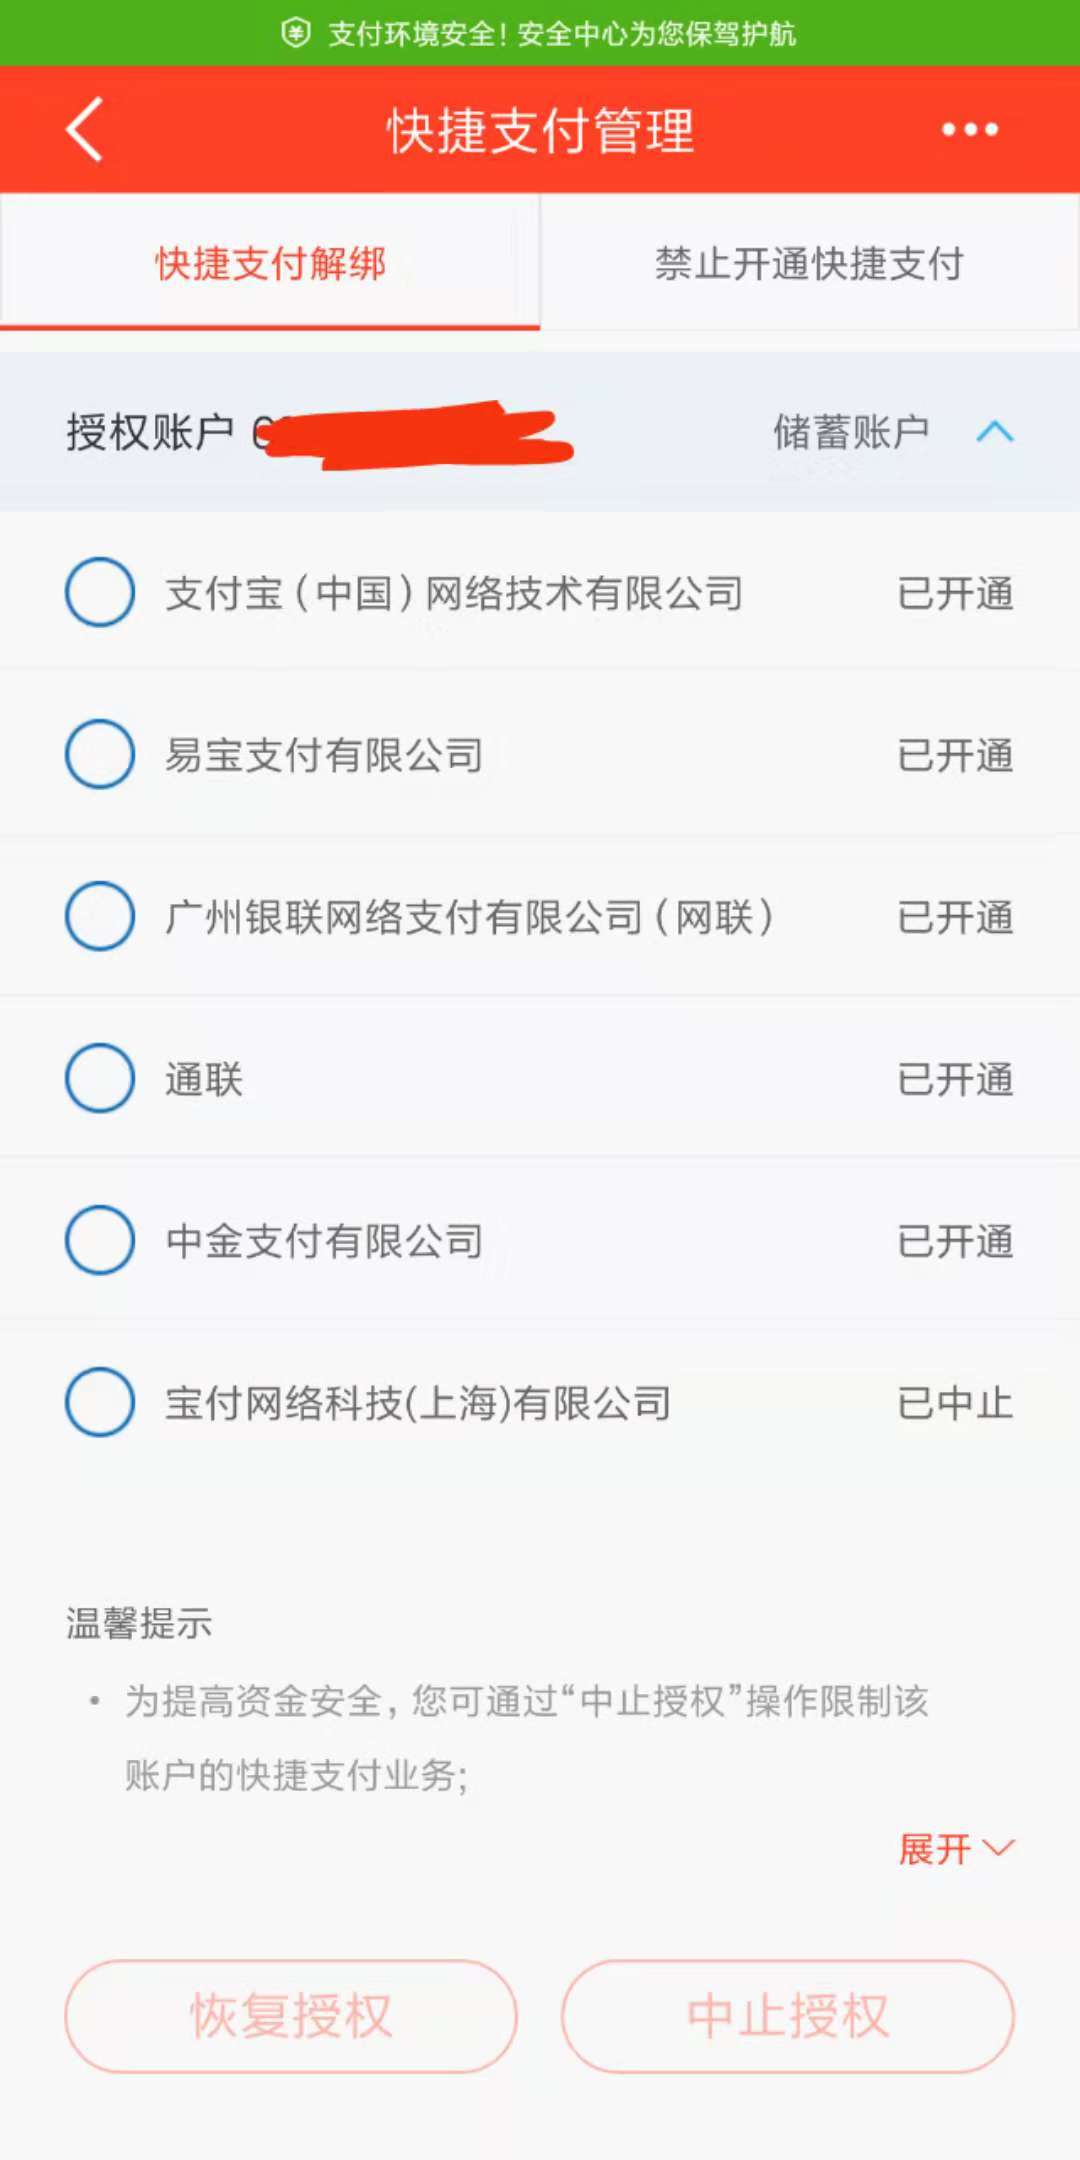 支付环境安全！安全中心为您保驾护航
快捷支付管理
快捷支付解绑 禁止开通快捷支付
授权账户 储蓄账户
支付宝（中国）网络技术有限公司 已开通
易宝支付有限公司 已开通
广州银联网络支付有限公司（网联） 已开通
通联 已开通
中金支付有限公司 已开通
宝付网络科技(上海)有限公司 已中止
温馨提示
• 为提高资金安全，您可通过“中止授权”操作限制该
账户的快捷支付业务；
展开
恢复授权 中止授权